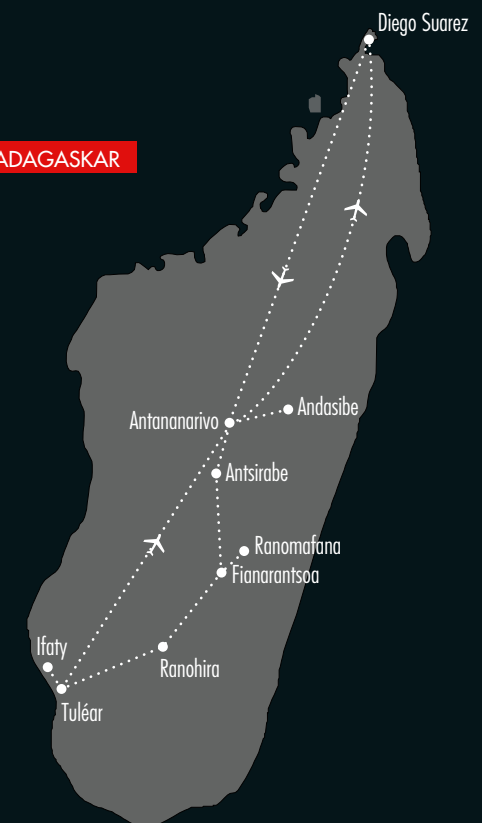 Diego Suarez
ADAGASKAR
Andasibe
Antananarivo
Antsirabe
Ranomafana
Fianarantsoa
Ifaty
Ranohira
Tuléar